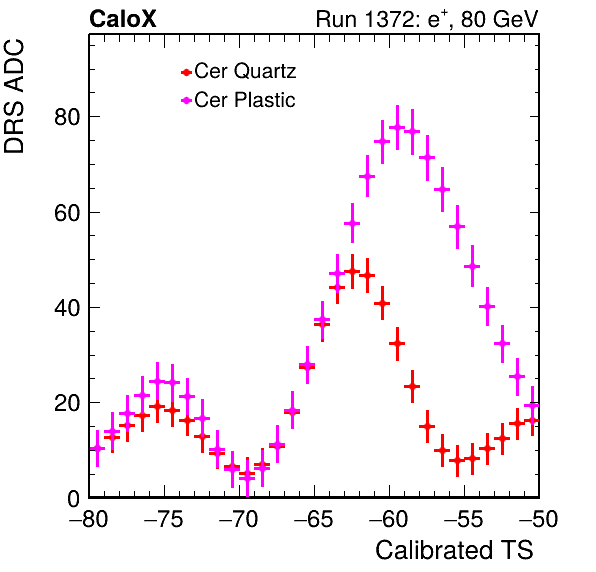 CaloX Run 1372: e⁺, 80 GeV
DRS ADC
Cer Quartz
Cer Plastic
80
60
40
20
0
−80 −75 −70 −65 −60 −55 −50
Calibrated TS